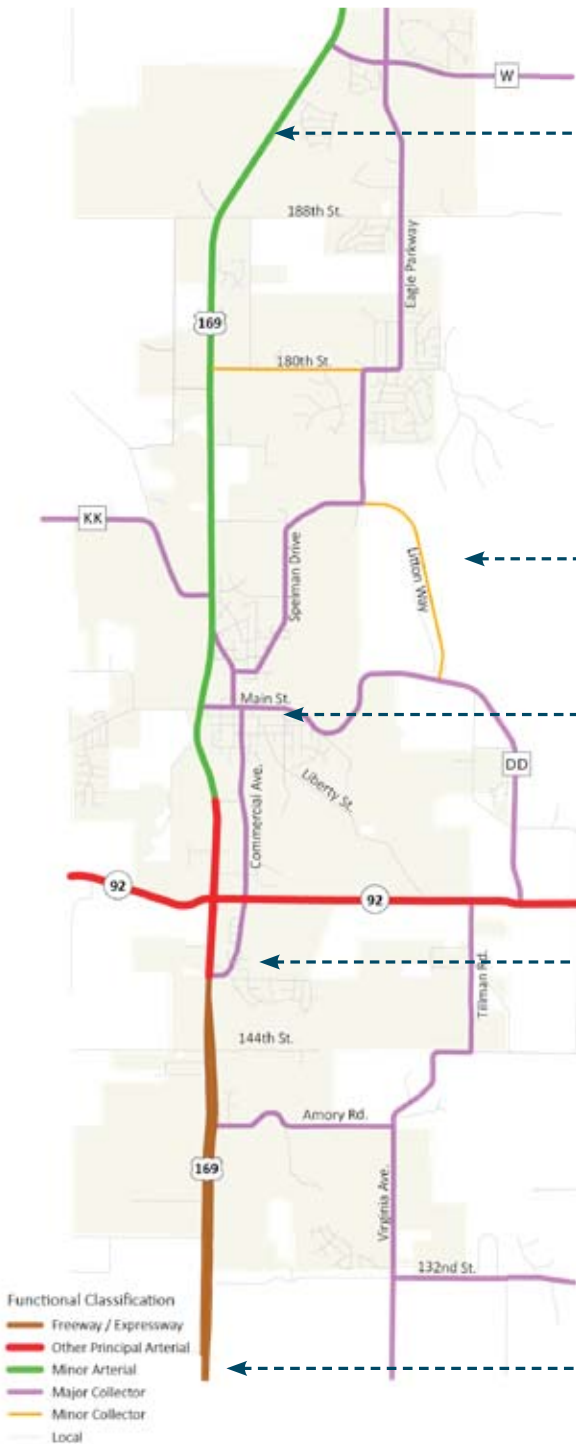 W
188th St.
Eagle Parkway
169
180th St.
KK
Spelman Drive
Litton Way
Main St.
DD
Liberty St.
Commercial Ave.
92
92
Tillman Rd.
144th St.
Amory Rd.
169
Virginia Ave.
132nd St.
Functional Classification
Freeway / Expressway
Other Principal Arterial
Minor Arterial
Major Collector
Minor Collector
Local